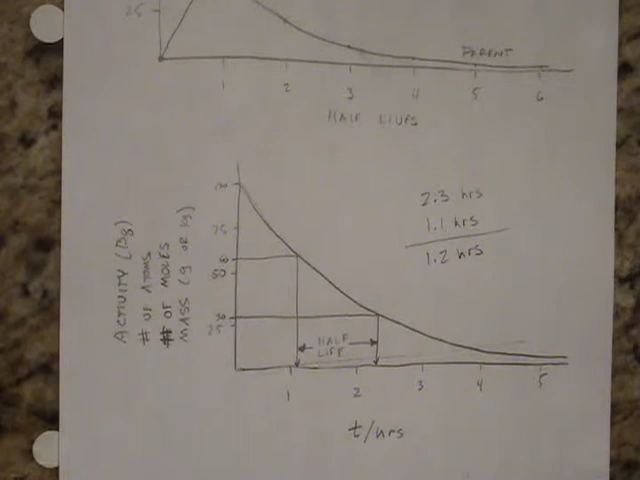 25
PARENT
1 2 3 4 5 6
HALF LIVES
100
75
60
50
30
25
ACTIVITY (Bq)
# OF ATOMS
# OF MOLES
MASS (g OR kg)
2.3 hrs
1.1 hrs
1.2 hrs
HALF
LIFE
1 2 3 4 5
t/hrs